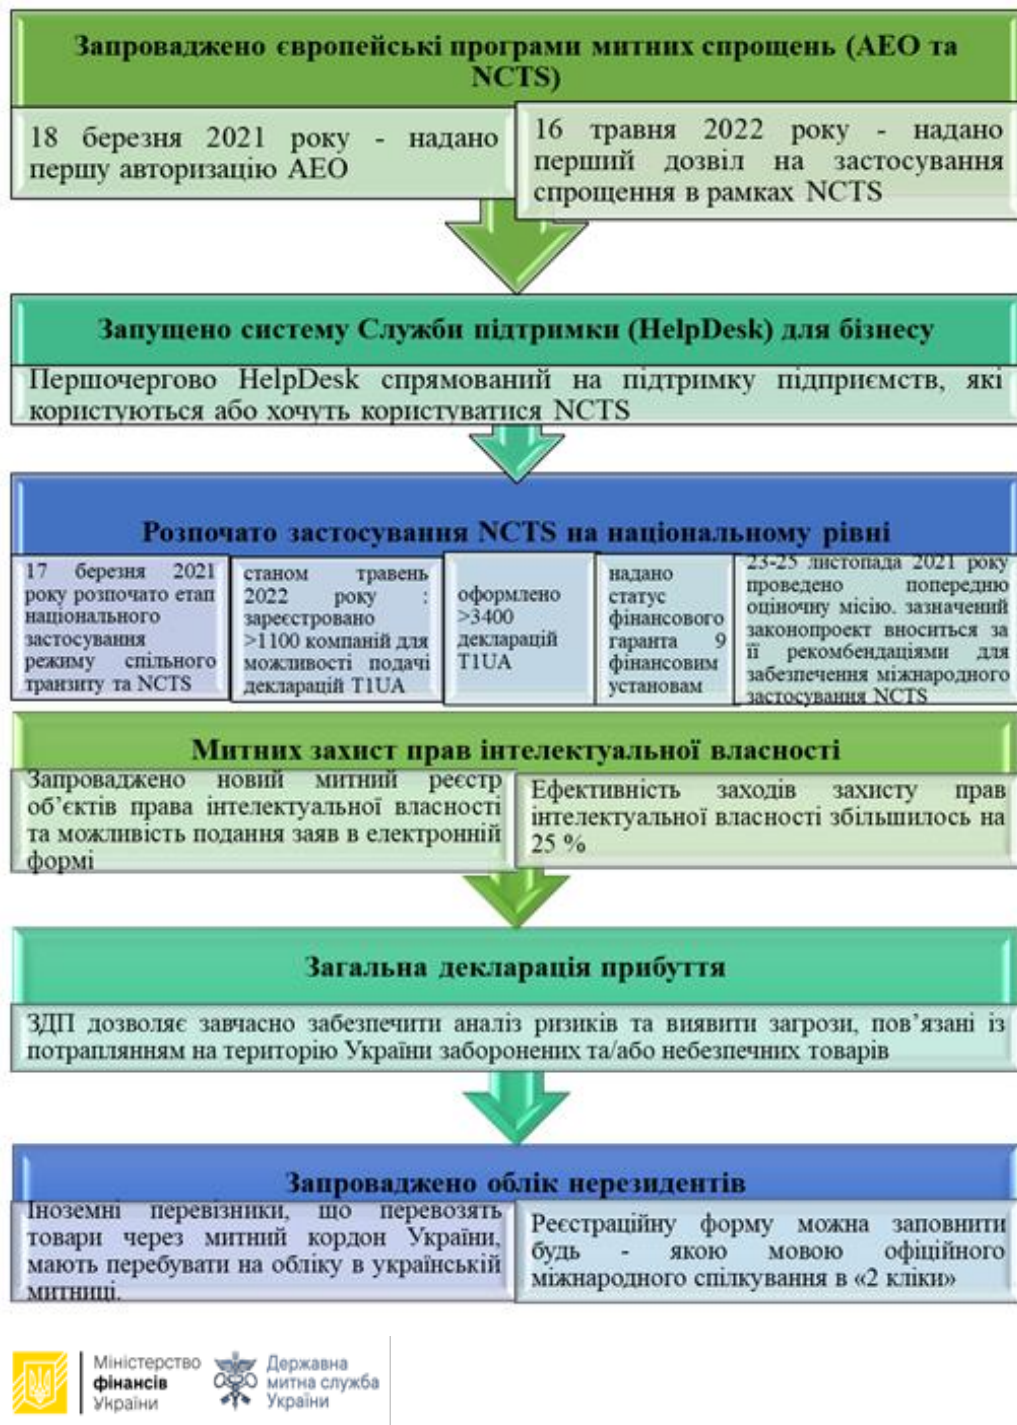 Запроваджено європейські програми митних спрощень (АЕО та
NCTS)
18 березня 2021 року - надано
першу авторизацію АЕО
16 травня 2022 року - надано
перший дозвіл на застосування
спрощення в рамках NCTS
Запущено систему Служби підтримки (HelpDesk) для бізнесу
Першочергово HelpDesk спрямований на підтримку підприємств, які
користуються або хочуть користуватися NCTS
Розпочато застосування NCTS на національному рівні
17 березня 2021
року розпочато етап
національного
застосування
режиму спільного
транзиту та NCTS
станом травень
2022 року :
зареєстровано
>1100 компаній для
можливості подачі
декларацій T1UA
оформлено
>3400
декларацій
T1UA
надано
статус
фінансового
гаранта 9
фінансовим
установам
23-25 листопада 2021 року
проведено попередню
оціночну місію. зазначений
законопроект вноситься за
її рекомбендаціями для
забезпечення міжнародного
застосування NCTS
Митних захист прав інтелектуальної власності
Запроваджено новий митний реєстр
об’єктів права інтелектуальної власності
та можливість подання заяв в електронній
формі
Ефективність заходів захисту прав
інтелектуальної власності збільшилось на
25 %
Загальна декларація прибуття
ЗДП дозволяє завчасно забезпечити аналіз ризиків та виявити загрози, пов’язані із
потраплянням на територію України заборонених та/або небезпечних товарів
Запроваджено облік нерезидентів
Іноземні перевізники, що перевозять
товари через митний кордон України,
мають перебувати на обліку в українській
митниці.
Реєстраційну форму можна заповнити
будь - якою мовою офіційного
міжнародного спілкування в «2 кліки»
Міністерство
фінансів
України
Державна
митна служба
України